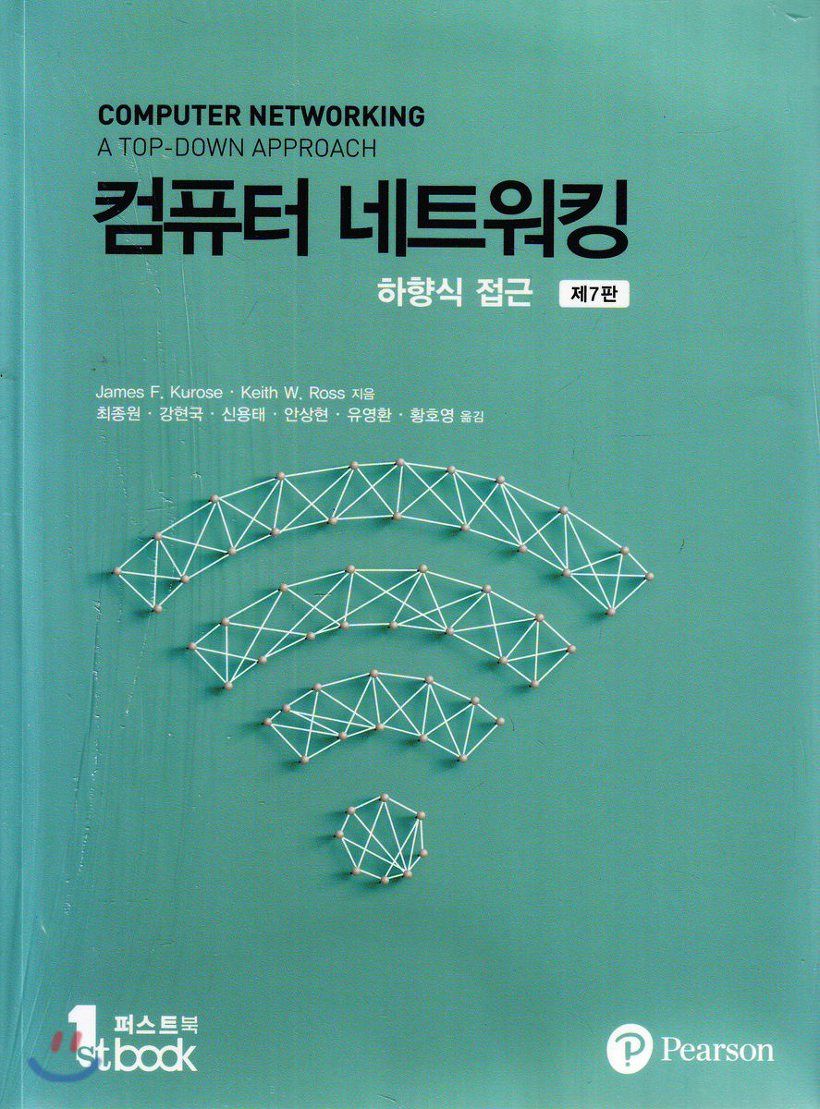 COMPUTER NETWORKING
A TOP-DOWN APPROACH
컴퓨터 네트워킹
하향식 접근 제7판
James F. Kurose · Keith W. Ross 지음
최종원 · 강현국 · 신용태 · 안상현 · 유영환 · 황호영 옮김
퍼스트북
1st book
Pearson